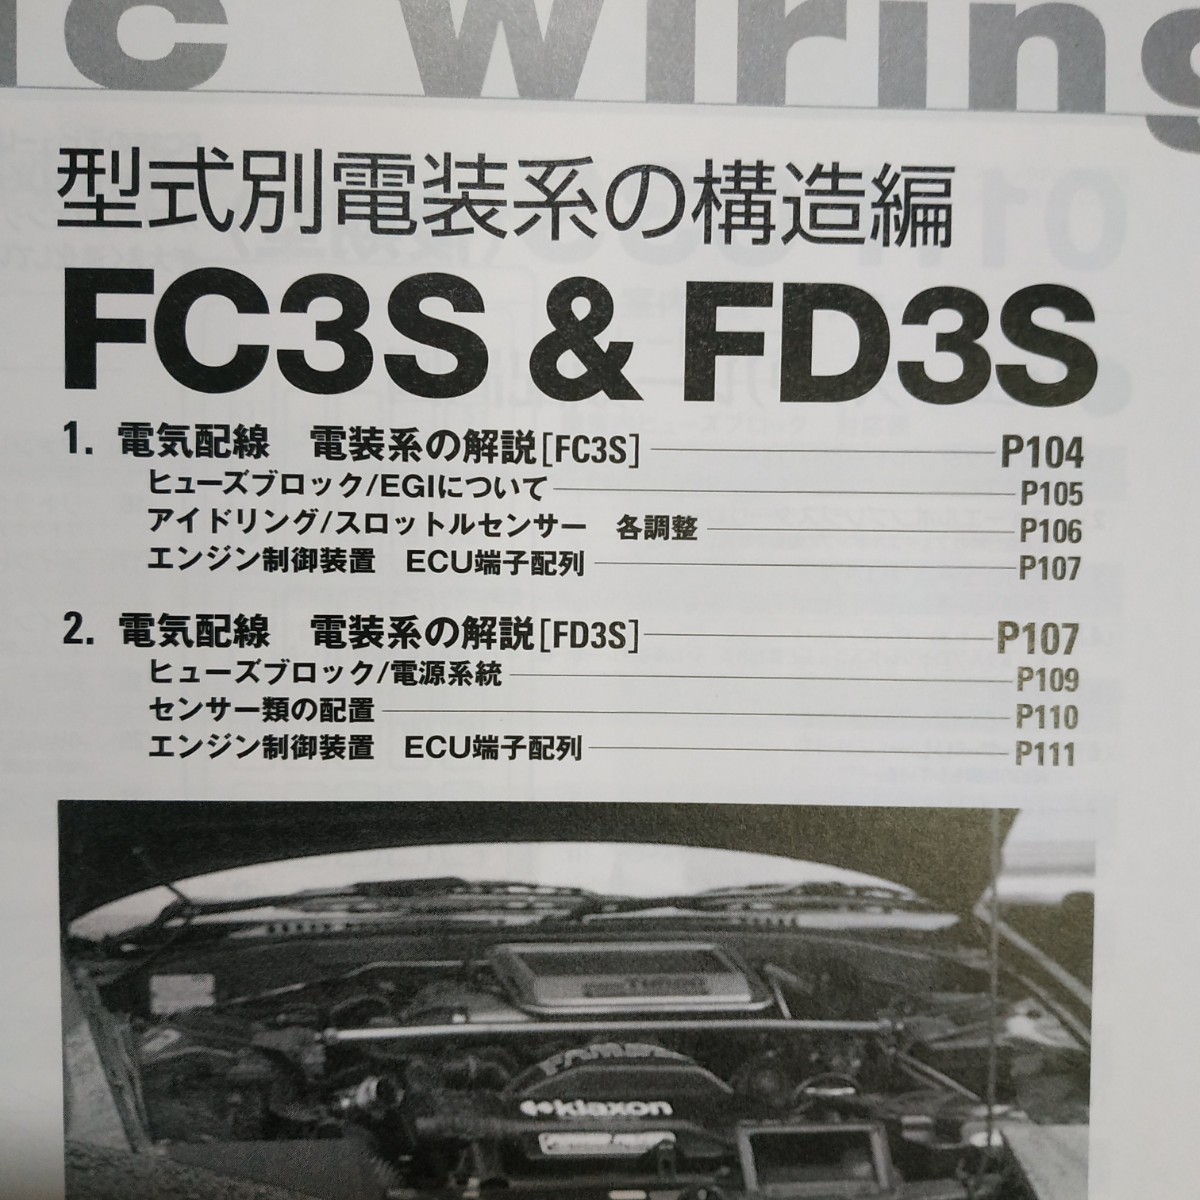 ic Wiring
型式別電装系の構造編
FC3S & FD3S
1. 電気配線　電装系の解説[FC3S] P104
ヒューズブロック/EGIについて P105
アイドリング/スロットルセンサー　各調整 P106
エンジン制御装置　ECU端子配列 P107
2. 電気配線　電装系の解説[FD3S] P107
ヒューズブロック/電源系統 P109
センサー類の配置 P110
エンジン制御装置　ECU端子配列 P111
klaxon